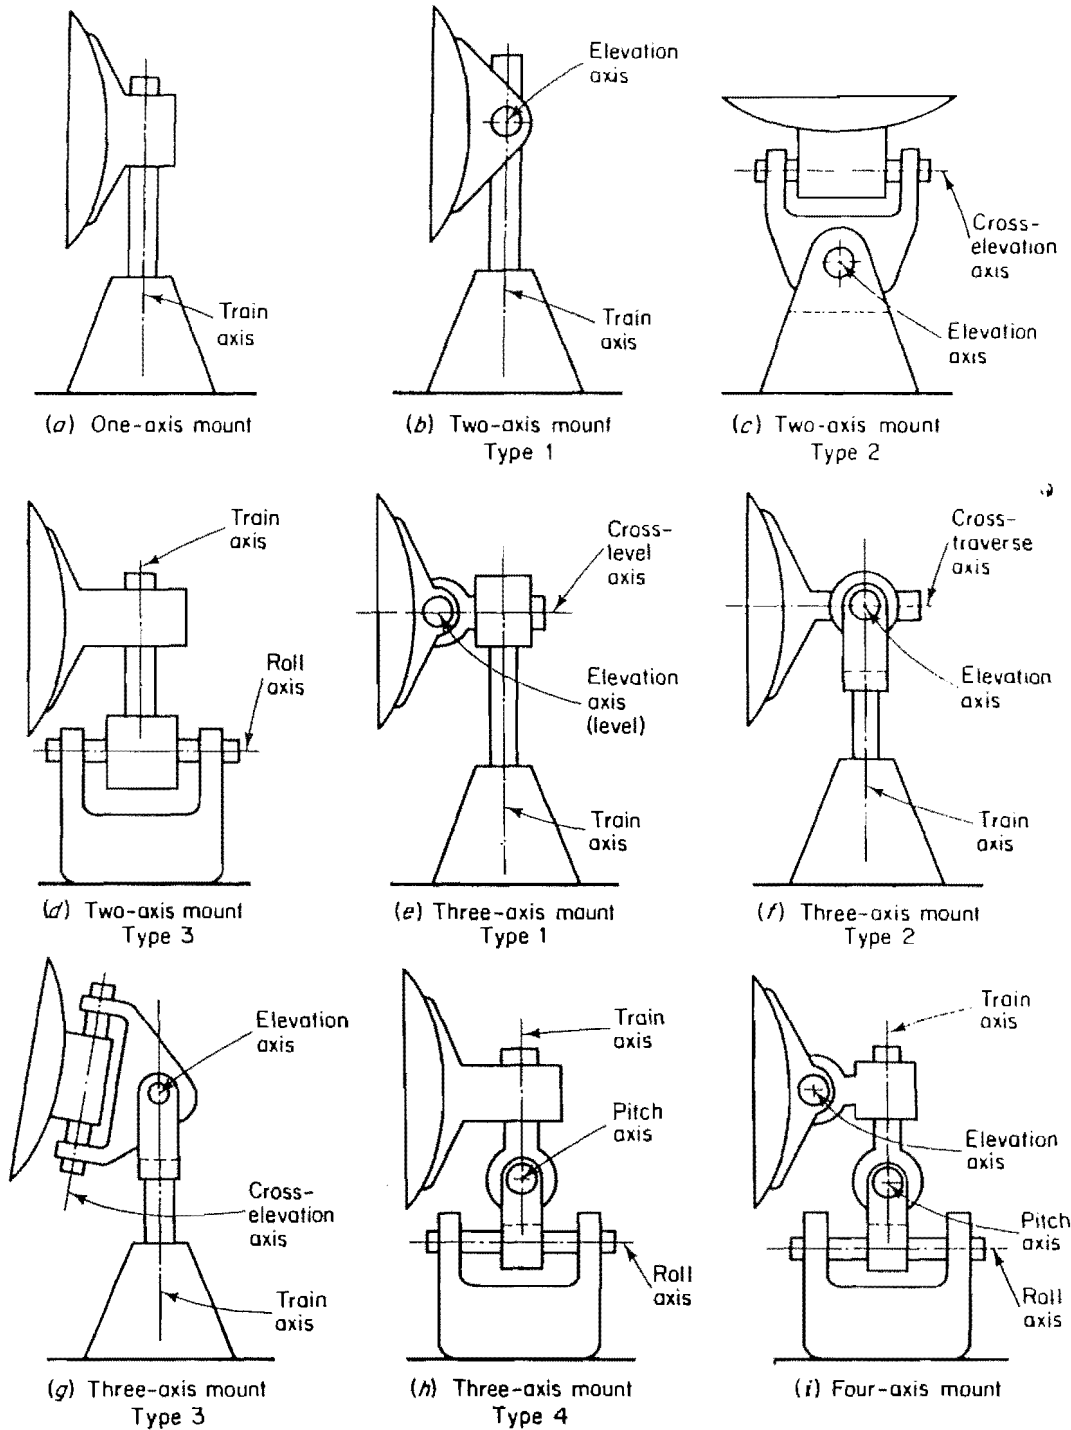 Train
axis
(a) One-axis mount
Elevation
axis
Train
axis
(b) Two-axis mount
Type 1
Cross-
elevation
axis
Elevation
axis
(c) Two-axis mount
Type 2
Train
axis
Roll
axis
(d) Two-axis mount
Type 3
Cross-
level
axis
Elevation
axis
(level)
Train
axis
(e) Three-axis mount
Type 1
Cross-
traverse
axis
Elevation
axis
Train
axis
(f) Three-axis mount
Type 2
Elevation
axis
Cross-
elevation
axis
Train
axis
(g) Three-axis mount
Type 3
Train
axis
Pitch
axis
Roll
axis
(h) Three-axis mount
Type 4
Train
axis
Elevation
axis
Pitch
axis
Roll
axis
(i) Four-axis mount